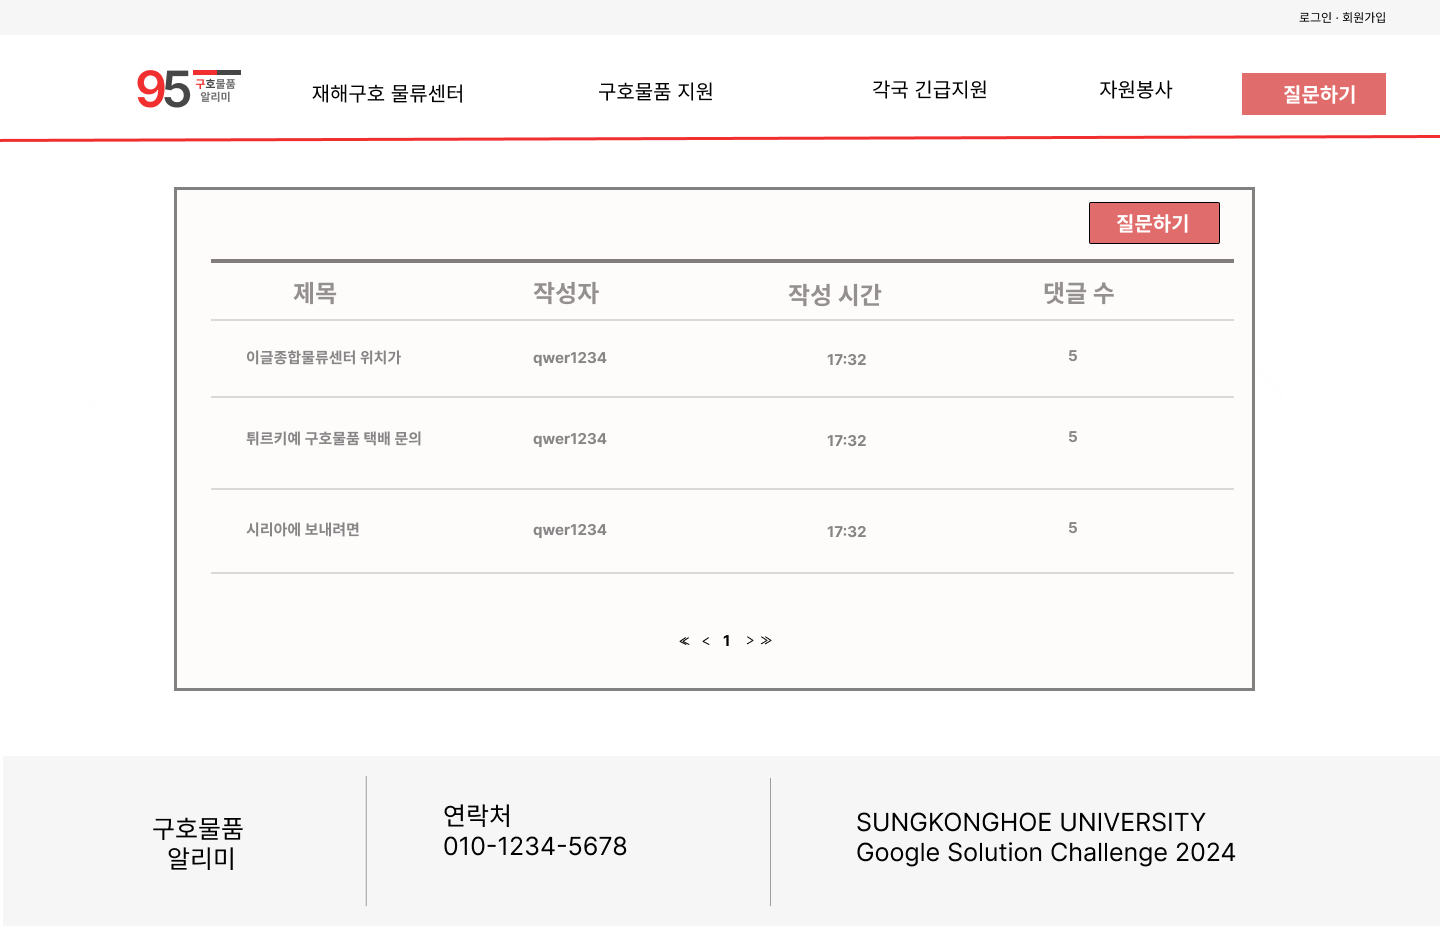 로그인 · 회원가입
95 구호물품
알리미
재해구호 물류센터
구호물품 지원
각국 긴급지원
자원봉사
질문하기
질문하기
제목 작성자 작성 시간 댓글 수
이글종합물류센터 위치가 qwer1234 17:32 5
튀르키예 구호물품 택배 문의 qwer1234 17:32 5
시리아에 보내려면 qwer1234 17:32 5
≪ < 1 > ≫
구호물품
알리미
연락처
010-1234-5678
SUNGKONGHOE UNIVERSITY
Google Solution Challenge 2024